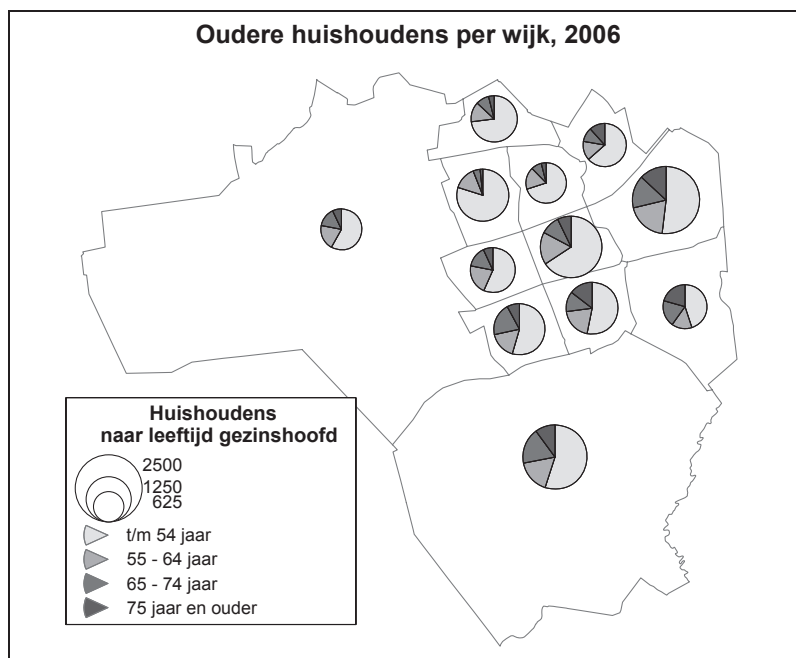 Oudere huishoudens per wijk, 2006
Huishoudens
naar leeftijd gezinshoofd
2500
1250
625
t/m 54 jaar
55 - 64 jaar
65 - 74 jaar
75 jaar en ouder